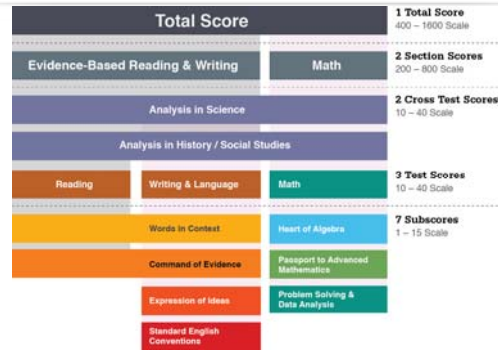 Total Score
1 Total Score
400 – 1600 Scale
Evidence-Based Reading & Writing
Math
2 Section Scores
200 – 800 Scale
Analysis in Science
2 Cross Test Scores
10 – 40 Scale
Analysis in History / Social Studies
Reading
Writing & Language
Math
3 Test Scores
10 – 40 Scale
Words in Context
Heart of Algebra
7 Subscores
1 – 15 Scale
Command of Evidence
Passport to Advanced
Mathematics
Expression of Ideas
Problem Solving &
Data Analysis
Standard English
Conventions